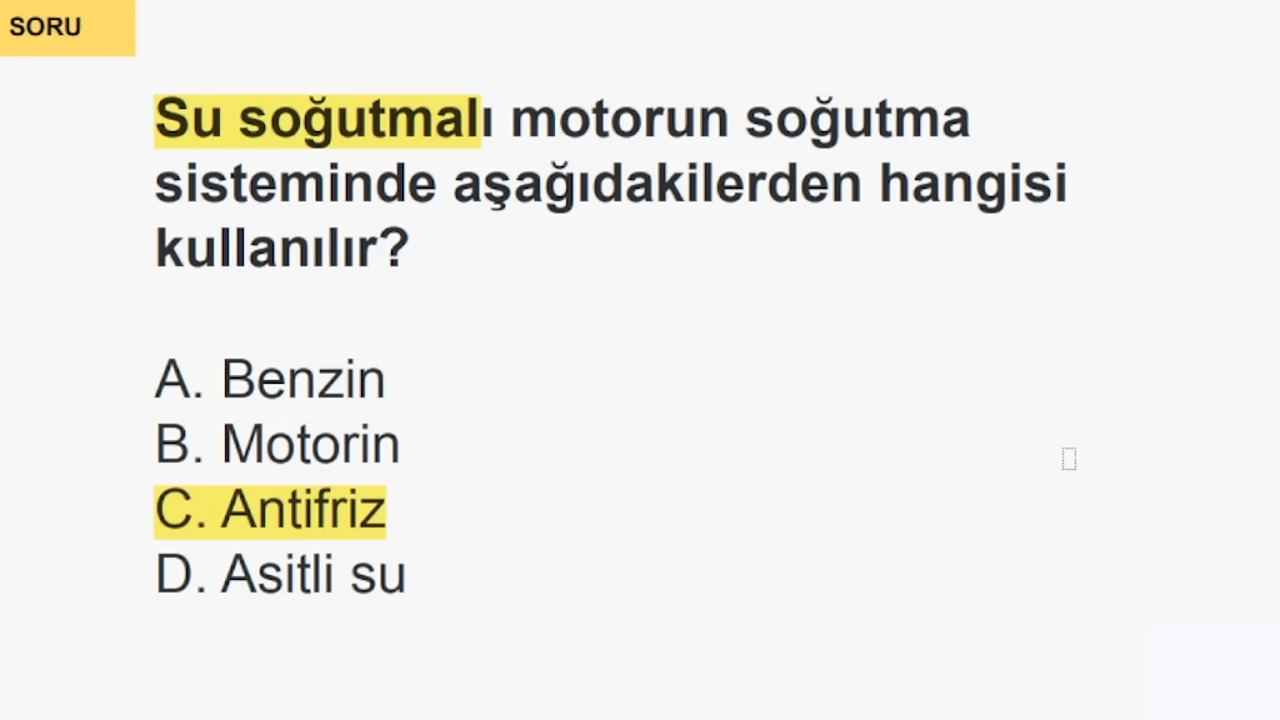 SORU
Su soğutmalı motorun soğutma
sisteminde aşağıdakilerden hangisi
kullanılır?
A. Benzin
B. Motorin
C. Antifriz
D. Asitli su